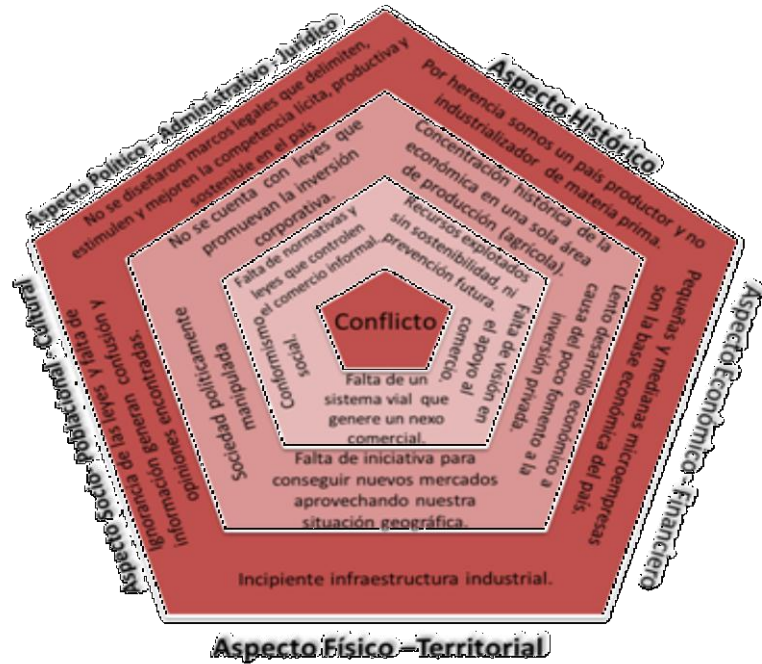 Aspecto Político – Administrativo - Jurídico
No se diseñaron marcos legales que delimiten,
estimulen y mejoren la competencia lícita, productiva y
sostenible en el país
No se cuenta con leyes que
promuevan la inversión
corporativa.
Falta de normativas y
leyes que controlen
el comercio informal.
Aspecto Histórico
Por herencia somos un país productor y no
industrializador de materia prima.
Concentración histórica de la
económica en una sola área
de producción (agrícola).
Recursos explotados
sin sostenibilidad, ni
prevención futura.
Aspecto Económico - Financiero
Pequeñas y medianas microempresas
son la base económica del país.
Lento desarrollo económico a
causa del poco fomento a la
inversión privada.
Falta de visión en
el apoyo al
comercio.
Conflicto
Aspecto Socio- Poblacional - Cultural
Ignorancia de las leyes y falta de
información generan confusión y
opiniones encontradas.
Sociedad políticamente
manipulada
Conformismo
social.
Falta de un
sistema vial que
genere un nexo
comercial.
Falta de iniciativa para
conseguir nuevos mercados
aprovechando nuestra
situación geográfica.
Incipiente infraestructura industrial.
Aspecto Físico –Territorial